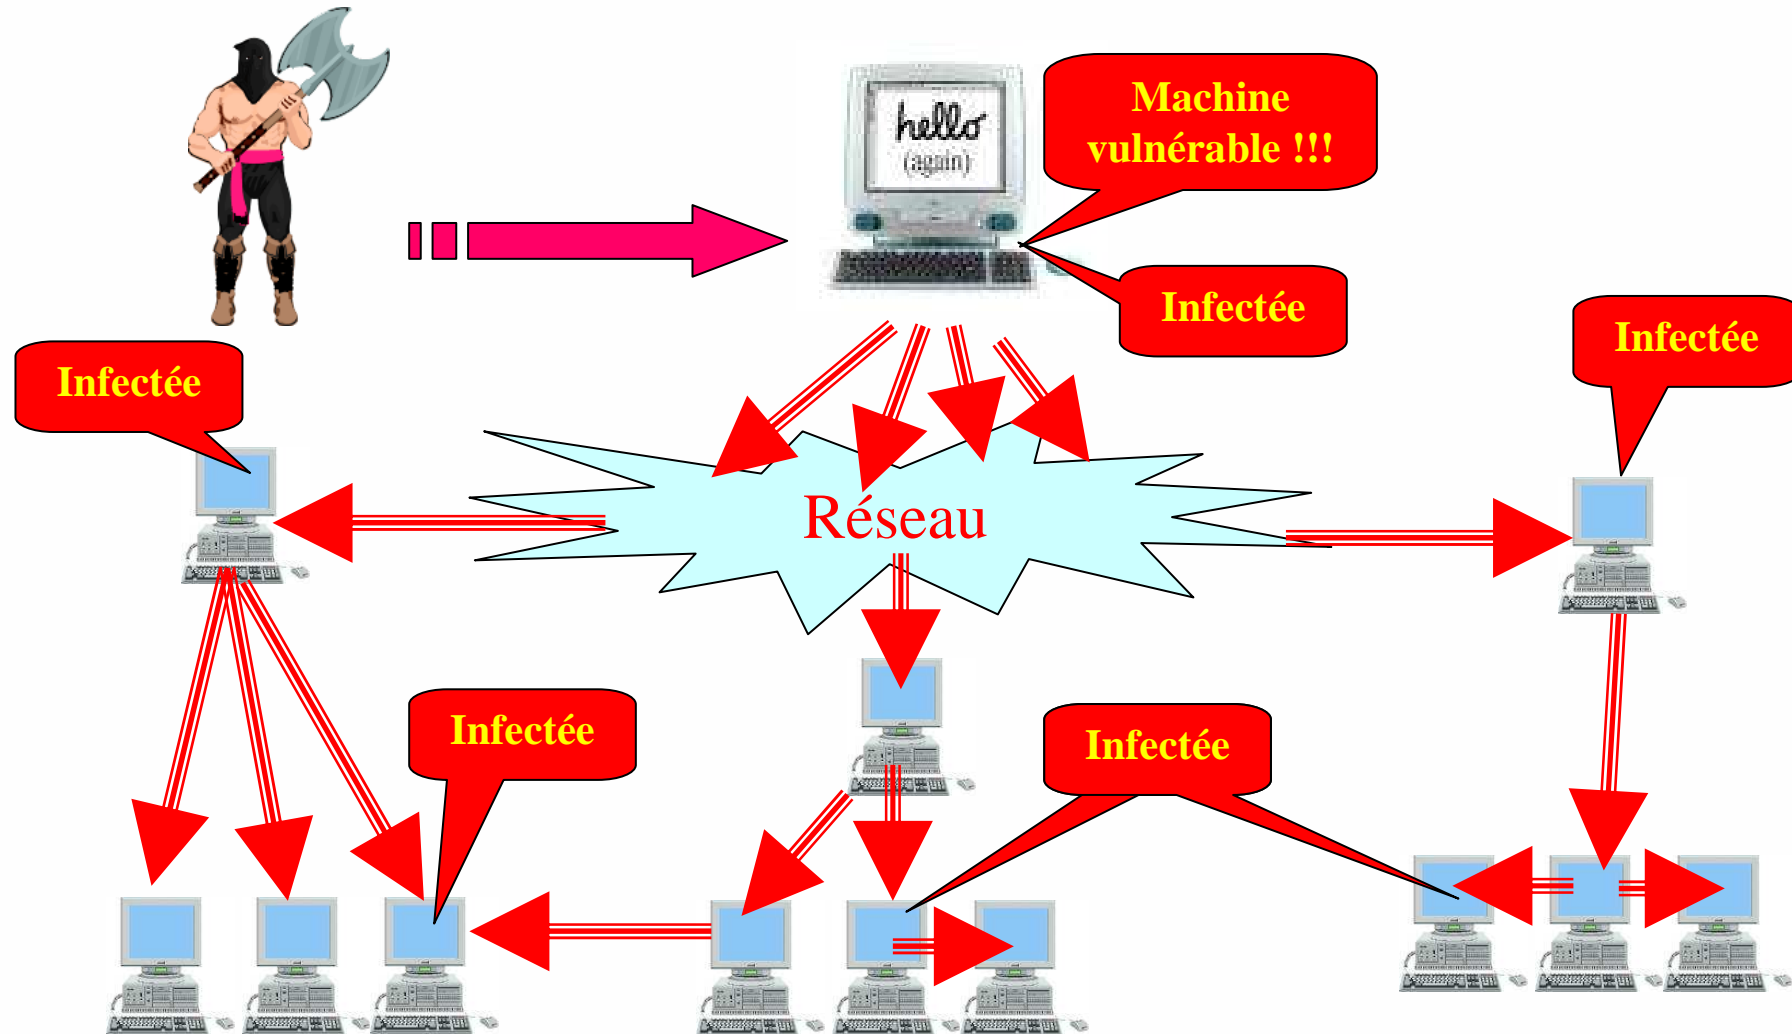 hello
(again)
Machine
vulnérable !!!
Infectée
Infectée
Infectée
Réseau
Infectée
Infectée